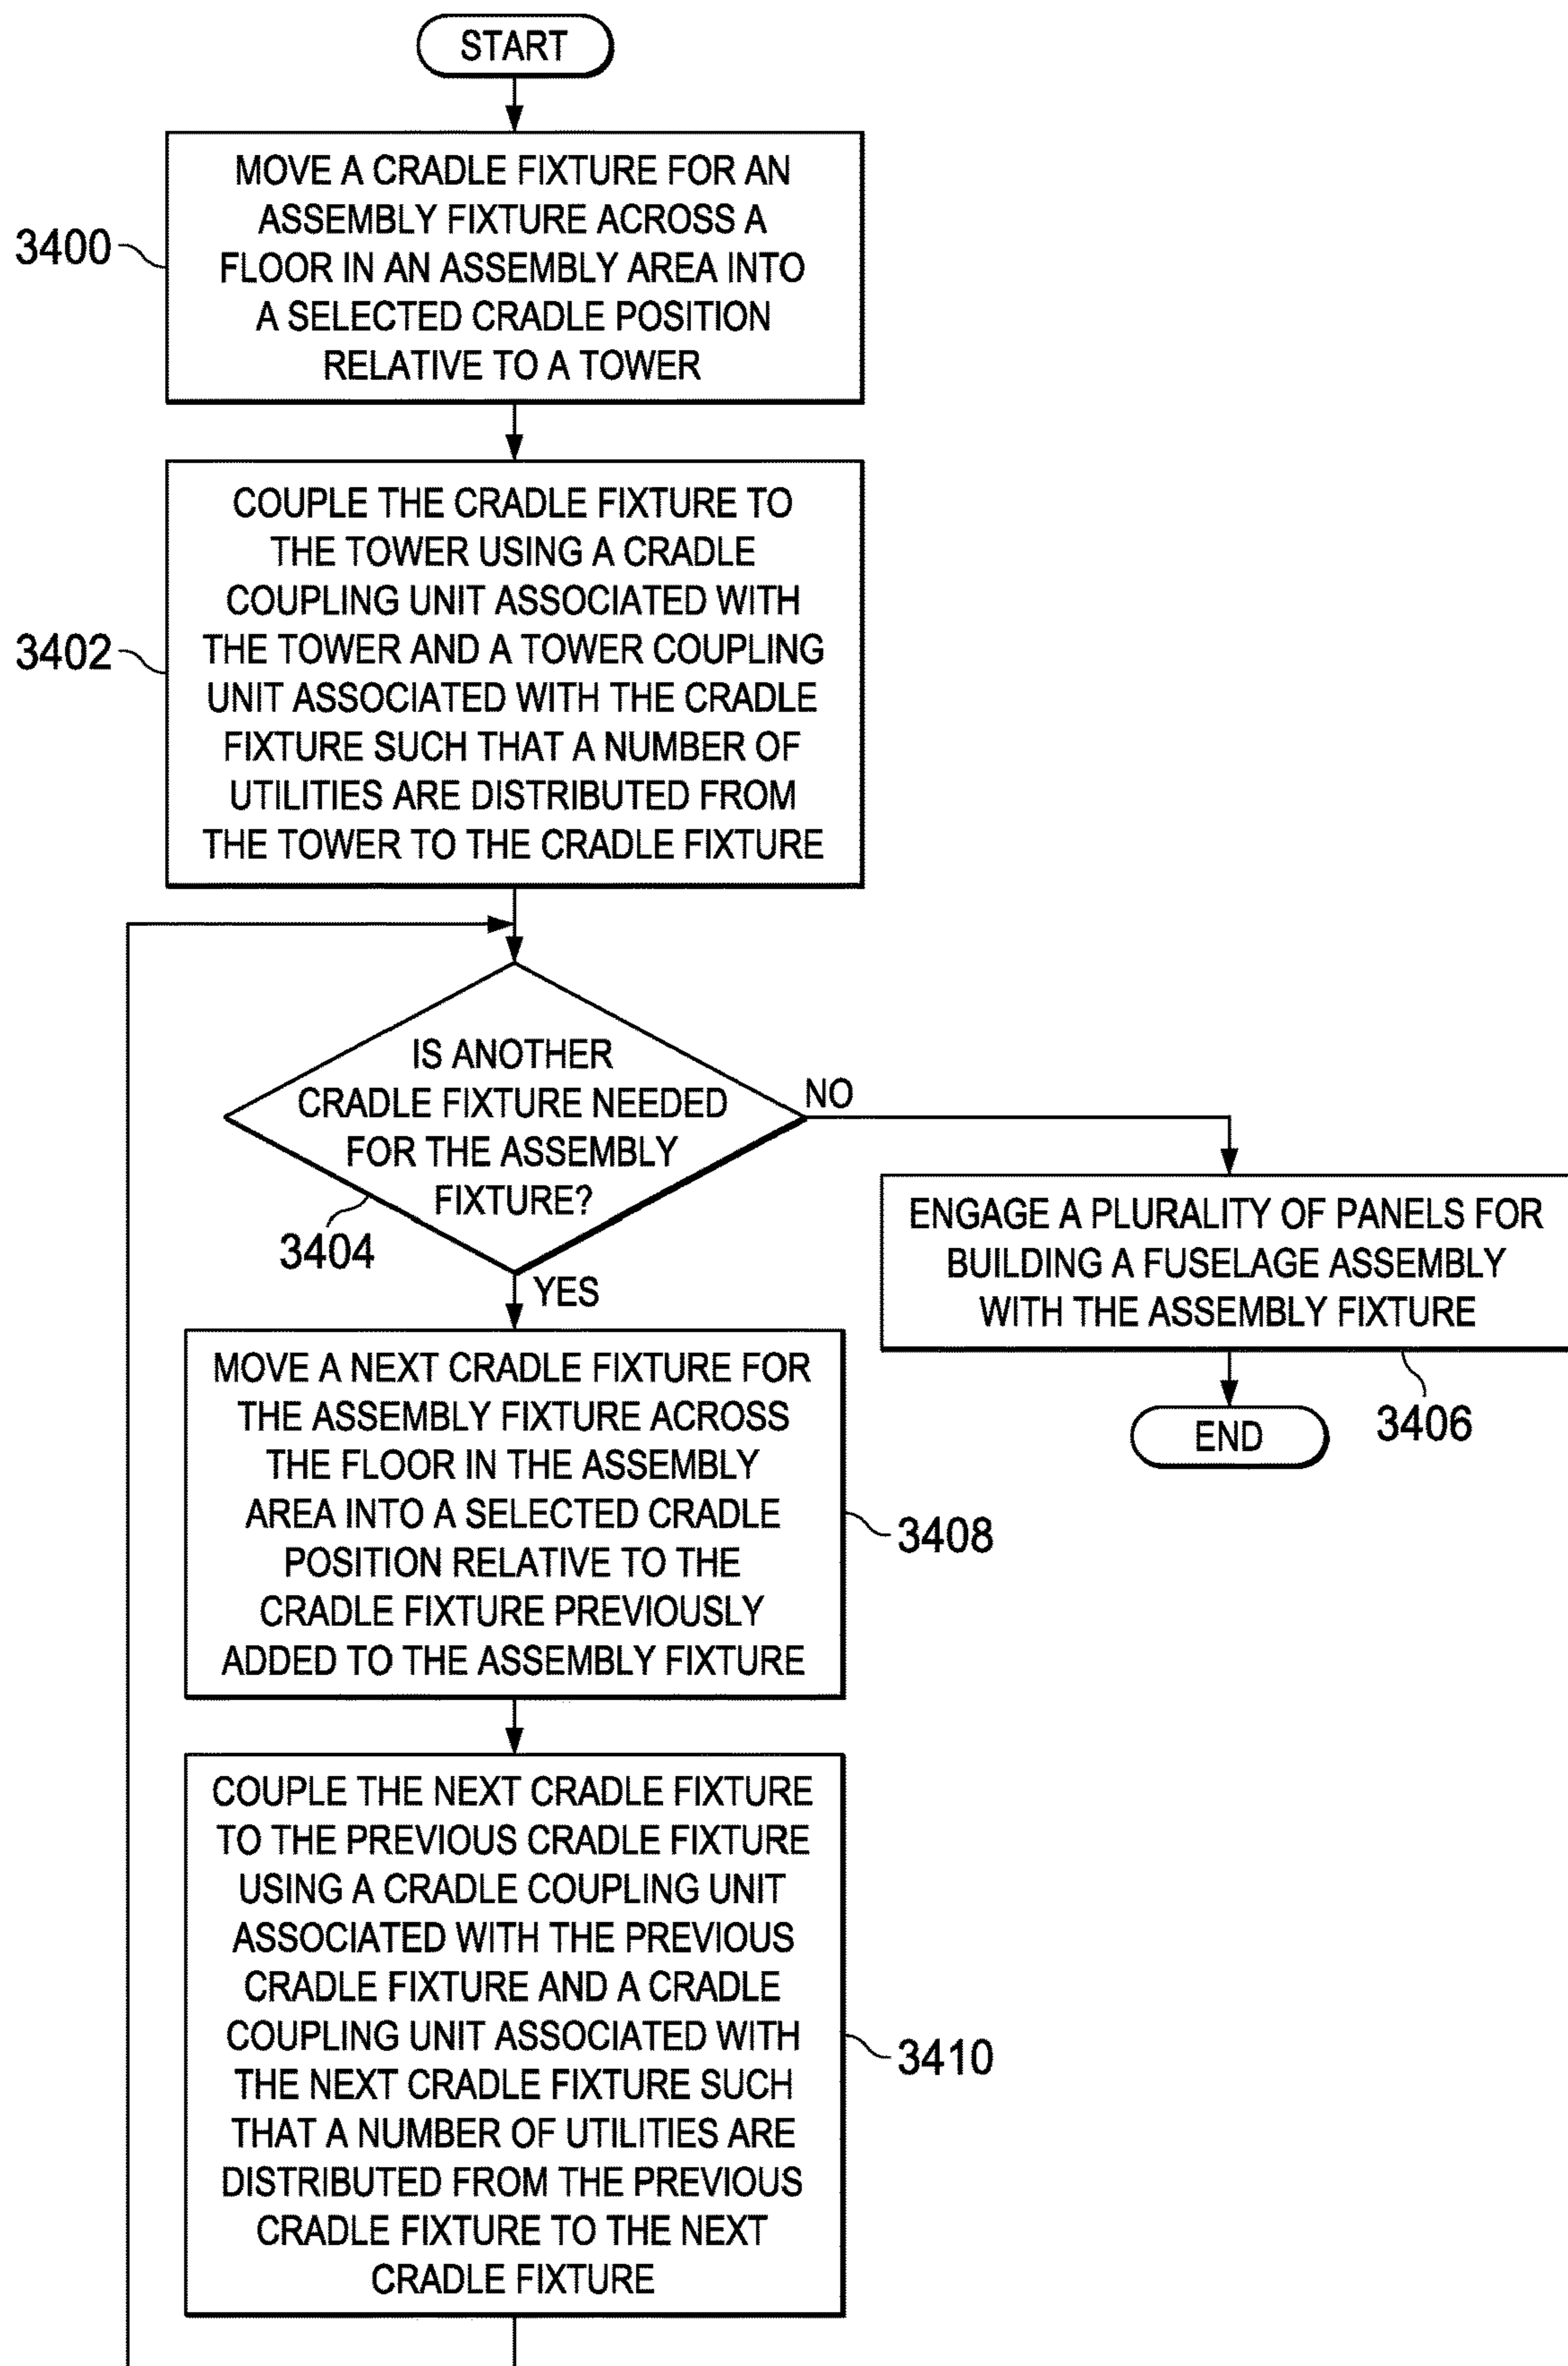 START
MOVE A CRADLE FIXTURE FOR AN
ASSEMBLY FIXTURE ACROSS A
FLOOR IN AN ASSEMBLY AREA INTO
A SELECTED CRADLE POSITION
RELATIVE TO A TOWER
3400
COUPLE THE CRADLE FIXTURE TO
THE TOWER USING A CRADLE
COUPLING UNIT ASSOCIATED WITH
THE TOWER AND A TOWER COUPLING
UNIT ASSOCIATED WITH THE CRADLE
FIXTURE SUCH THAT A NUMBER OF
UTILITIES ARE DISTRIBUTED FROM
THE TOWER TO THE CRADLE FIXTURE
3402
IS ANOTHER
CRADLE FIXTURE NEEDED
FOR THE ASSEMBLY
FIXTURE?
3404
NO
ENGAGE A PLURALITY OF PANELS FOR
BUILDING A FUSELAGE ASSEMBLY
WITH THE ASSEMBLY FIXTURE
3406
END
YES
MOVE A NEXT CRADLE FIXTURE FOR
THE ASSEMBLY FIXTURE ACROSS
THE FLOOR IN THE ASSEMBLY
AREA INTO A SELECTED CRADLE
POSITION RELATIVE TO THE
CRADLE FIXTURE PREVIOUSLY
ADDED TO THE ASSEMBLY FIXTURE
3408
COUPLE THE NEXT CRADLE FIXTURE
TO THE PREVIOUS CRADLE FIXTURE
USING A CRADLE COUPLING UNIT
ASSOCIATED WITH THE PREVIOUS
CRADLE FIXTURE AND A CRADLE
COUPLING UNIT ASSOCIATED WITH
THE NEXT CRADLE FIXTURE SUCH
THAT A NUMBER OF UTILITIES ARE
DISTRIBUTED FROM THE PREVIOUS
CRADLE FIXTURE TO THE NEXT
CRADLE FIXTURE
3410